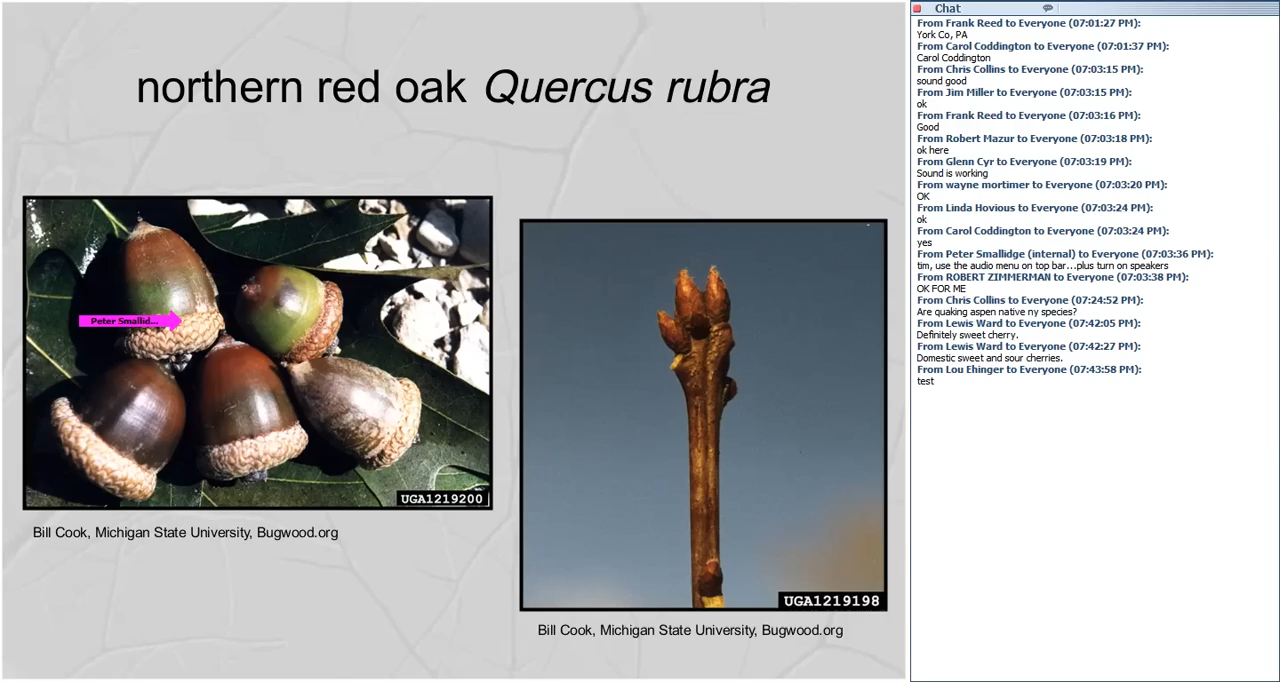 northern red oak Quercus rubra
Peter Smallid...
UGA1219200
Bill Cook, Michigan State University, Bugwood.org
UGA1219198
Bill Cook, Michigan State University, Bugwood.org
Chat
From Frank Reed to Everyone (07:01:27 PM):
York Co, PA
From Carol Coddington to Everyone (07:01:37 PM):
Carol Coddington
From Chris Collins to Everyone (07:03:15 PM):
sound good
From Jim Miller to Everyone (07:03:15 PM):
ok
From Frank Reed to Everyone (07:03:16 PM):
Good
From Robert Mazur to Everyone (07:03:18 PM):
ok here
From Glenn Cyr to Everyone (07:03:19 PM):
Sound is working
From wayne mortimer to Everyone (07:03:20 PM):
OK
From Linda Hovious to Everyone (07:03:24 PM):
ok
From Carol Coddington to Everyone (07:03:24 PM):
yes
From Peter Smallidge (internal) to Everyone (07:03:36 PM):
tim, use the audio menu on top bar...plus turn on speakers
From ROBERT ZIMMERMAN to Everyone (07:03:38 PM):
OK FOR ME
From Chris Collins to Everyone (07:24:52 PM):
Are quaking aspen native ny species?
From Lewis Ward to Everyone (07:42:05 PM):
Definitely sweet cherry.
From Lewis Ward to Everyone (07:42:27 PM):
Domestic sweet and sour cherries.
From Lou Ehinger to Everyone (07:43:58 PM):
test